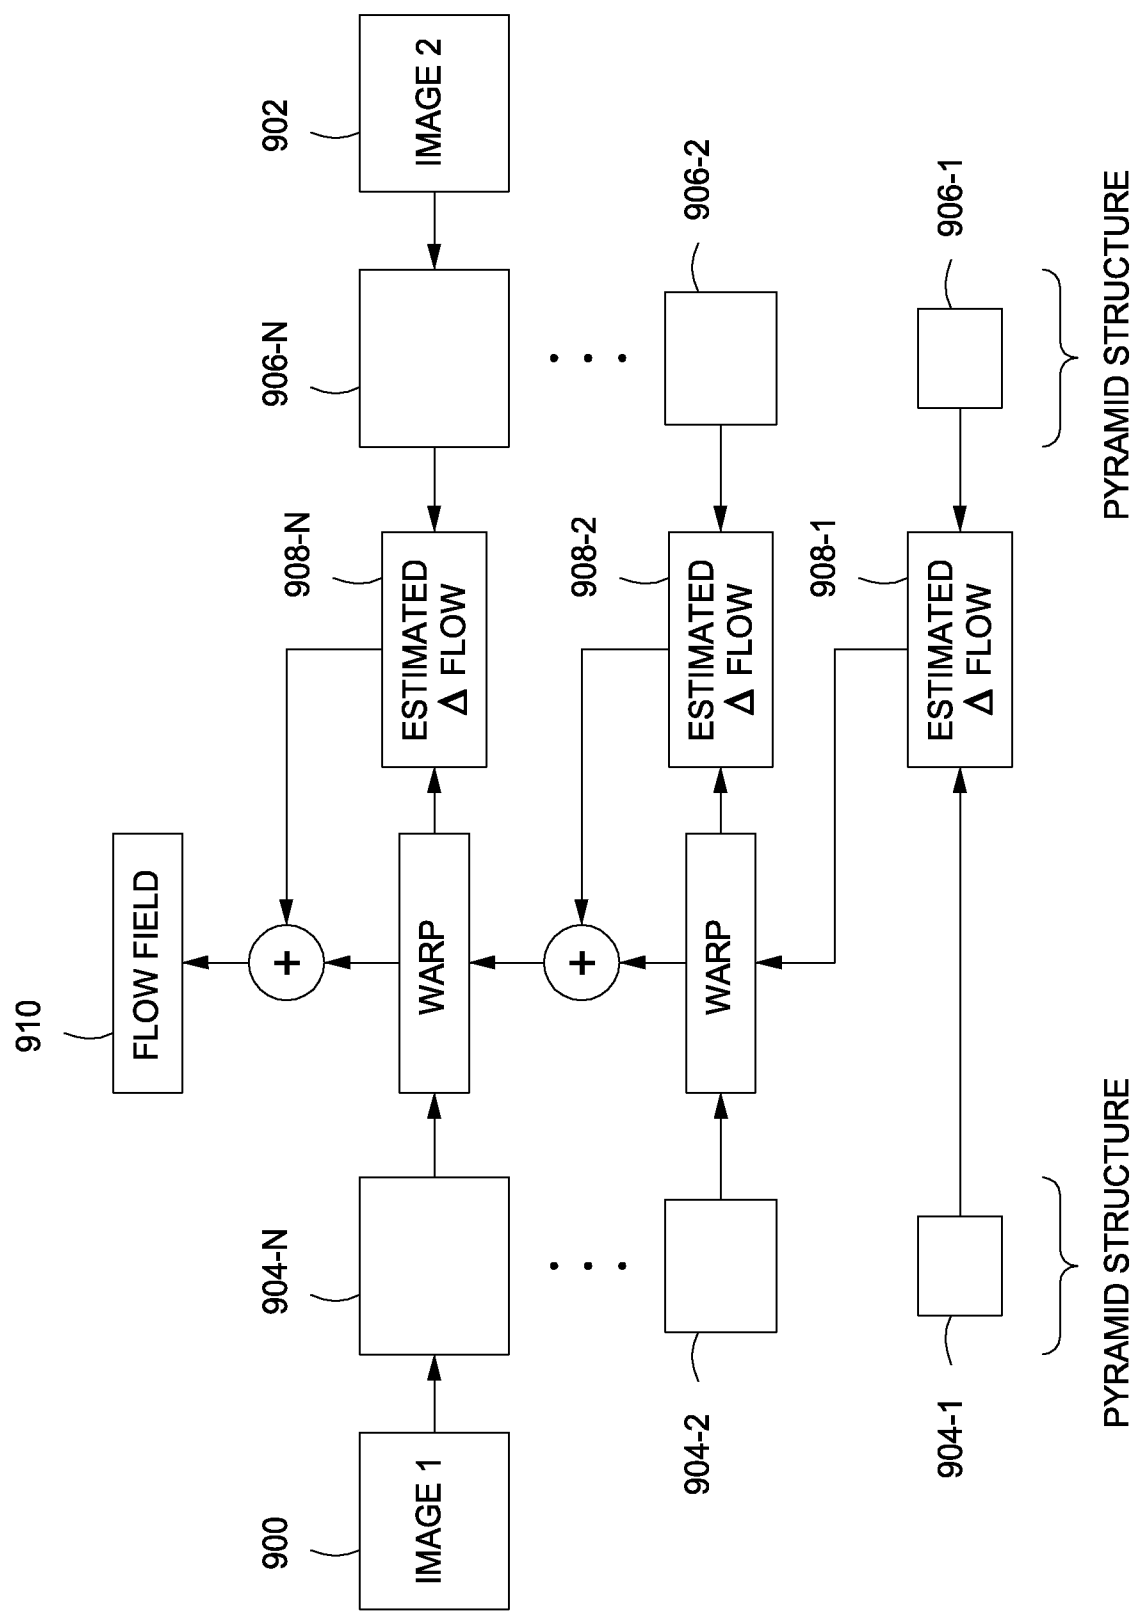 910
FLOW FIELD
900
IMAGE 1
904-N
WARP
908-N
ESTIMATED
Δ FLOW
906-N
902
IMAGE 2
+
+
904-2
WARP
908-2
ESTIMATED
Δ FLOW
906-2
904-1
908-1
ESTIMATED
Δ FLOW
906-1
PYRAMID STRUCTURE
PYRAMID STRUCTURE